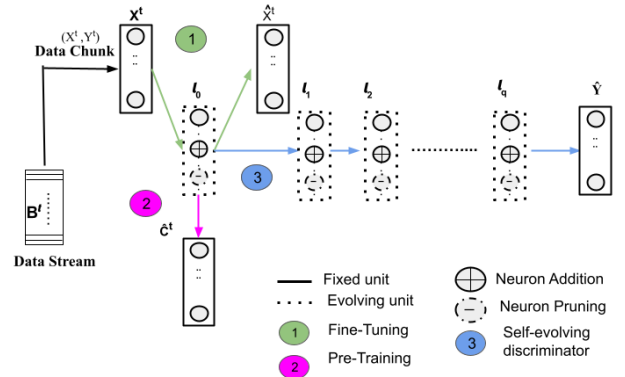 X^t
X̂^t
(X^t,Y^t)
Data Chunk
1
l_0
l_1
l_2
l_q
Ŷ
3
2
B^t
Ĉ^t
Data Stream
Fixed unit
Evolving unit
1 Fine-Tuning
2 Pre-Training
Neuron Addition
Neuron Pruning
3 Self-evolving
discriminator